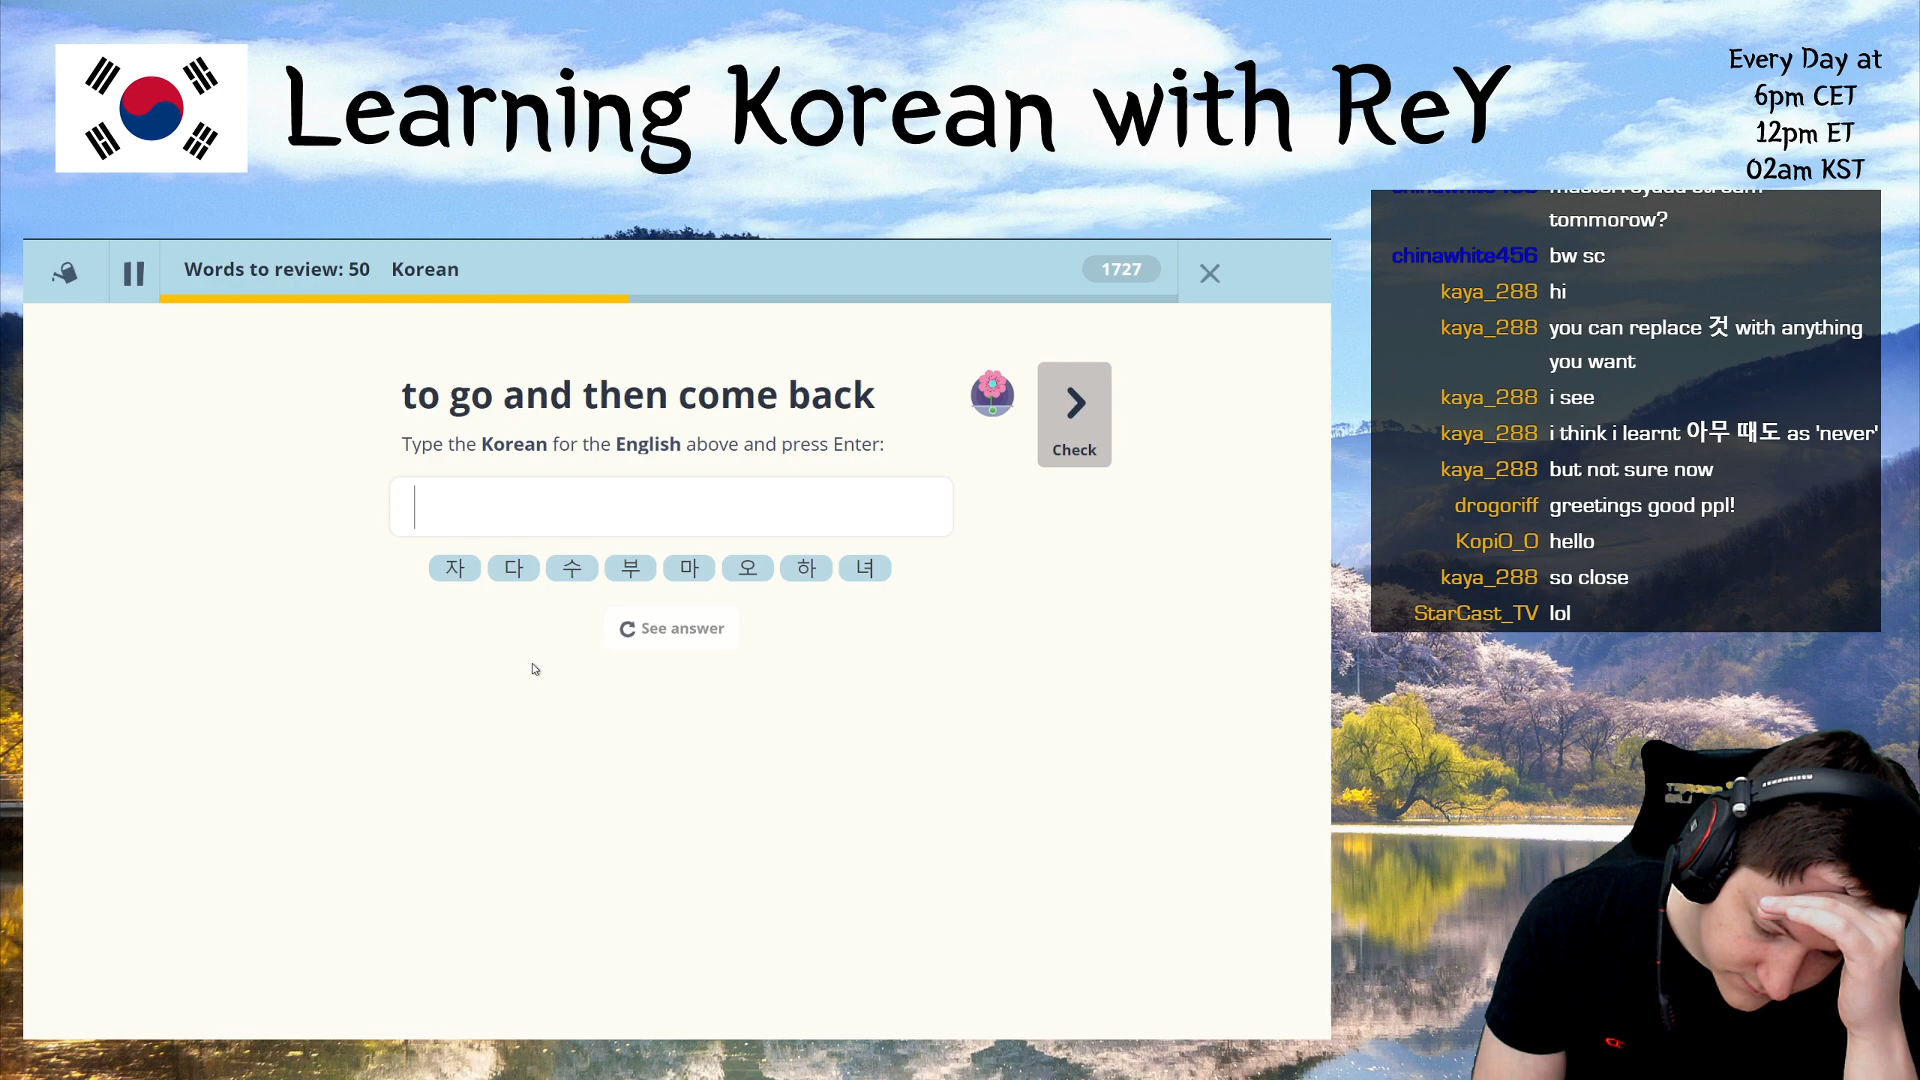 Learning Korean with ReY
Every Day at
6pm CET
12pm ET
02am KST
tommorow?
chinawhite456 bw sc
kaya_288 hi
kaya_288 you can replace 것 with anything
you want
kaya_288 i see
kaya_288 i think i learnt 아무 때도 as 'never'
kaya_288 but not sure now
drogoriff greetings good ppl!
KopiO_O hello
kaya_288 so close
StarCast_TV lol
Words to review: 50 Korean
1727
to go and then come back
Type the Korean for the English above and press Enter:
Check
자 다 수 부 마 오 하 녀
See answer